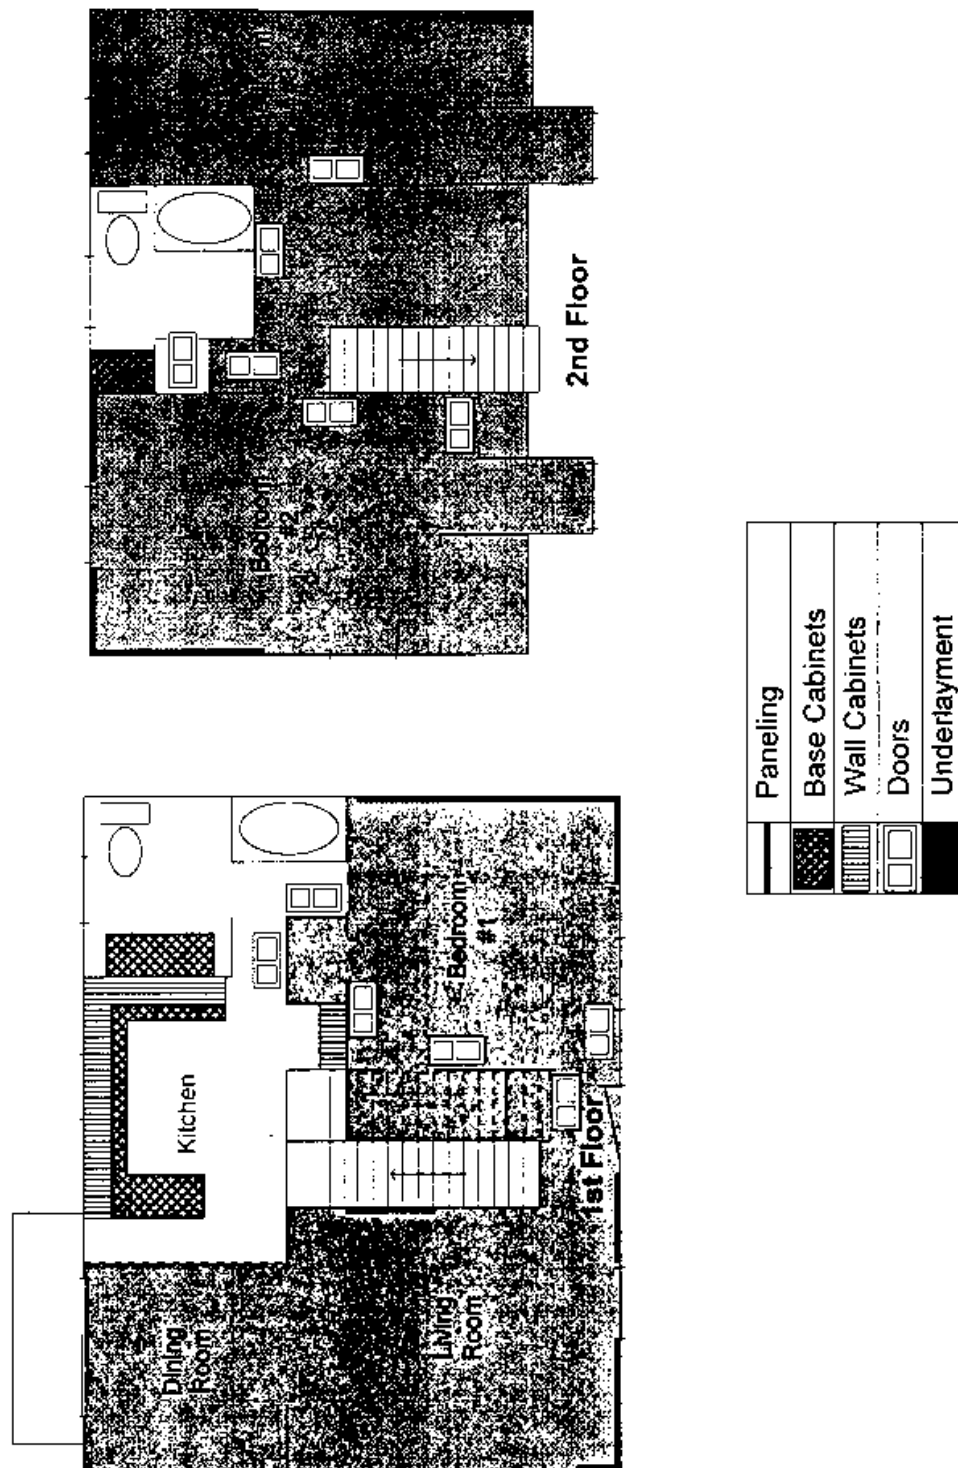 Bedroom
#2
2nd Floor
Kitchen
Bedroom
#1
Dining
Room
Living
Room
1st Floor
Paneling
Base Cabinets
Wall Cabinets
Doors
Underlayment